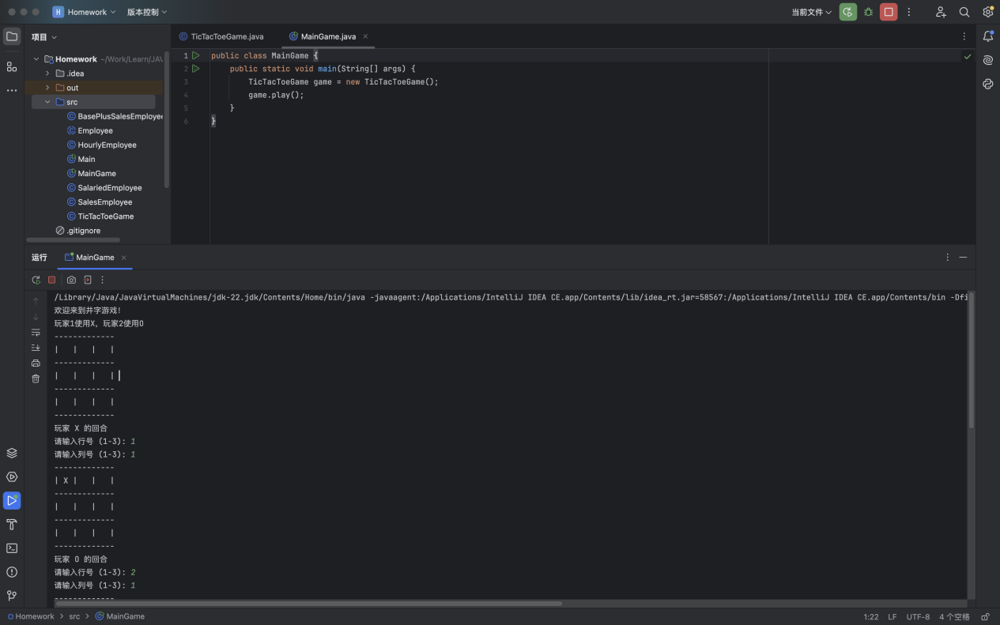 H Homework 版本控制 当前文件
项目
TicTacToeGame.java MainGame.java
Homework ~/Work/Learn/JAV
.idea
out
src
BasePlusSalesEmployee
Employee
HourlyEmployee
Main
MainGame
SalariedEmployee
SalesEmployee
TicTacToeGame
.gitignore
1 public class MainGame {
2 public static void main(String[] args) {
3 TicTacToeGame game = new TicTacToeGame();
4 game.play();
5 }
6 }
运行 MainGame
/Library/Java/JavaVirtualMachines/jdk-22.jdk/Contents/Home/bin/java -javaagent:/Applications/IntelliJ IDEA CE.app/Contents/lib/idea_rt.jar=58567:/Applications/IntelliJ IDEA CE.app/Contents/bin -Dfi
欢迎来到井字游戏!
玩家1使用X, 玩家2使用O
-------------
|   |   |   |
-------------
|   |   |   |
-------------
|   |   |   |
-------------
玩家 X 的回合
请输入行号 (1-3): 1
请输入列号 (1-3): 1
-------------
| X |   |   |
-------------
|   |   |   |
-------------
|   |   |   |
-------------
玩家 O 的回合
请输入行号 (1-3): 2
请输入列号 (1-3): 1
-------------
Homework > src > MainGame
1:22 LF UTF-8 4 个空格